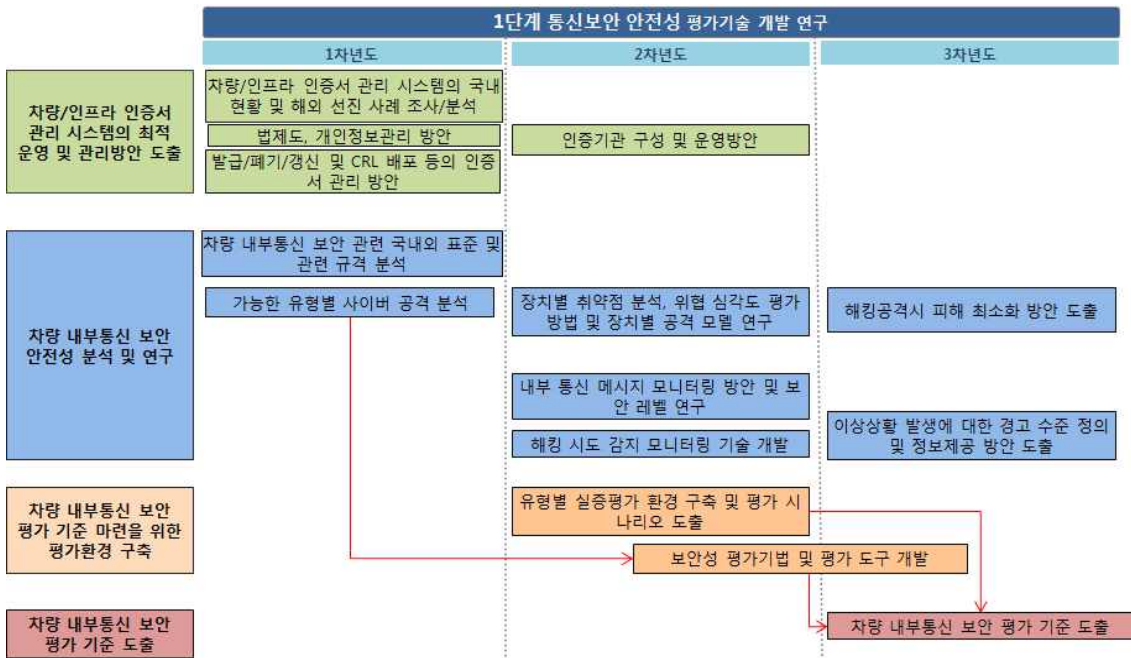 1단계 통신보안 안전성 평가기술 개발 연구
1차년도
2차년도
3차년도
차량/인프라 인증서
관리 시스템의 최적
운영 및 관리방안 도출
차량/인프라 인증서 관리 시스템의 국내
현황 및 해외 선진 사례 조사/분석
법제도, 개인정보관리 방안
발급/폐기/갱신 및 CRL 배포 등의 인증
서 관리 방안
인증기관 구성 및 운영방안
차량 내부통신 보안
안전성 분석 및 연구
차량 내부통신 보안 관련 국내외 표준 및
관련 규격 분석
가능한 유형별 사이버 공격 분석
장치별 취약점 분석, 위협 심각도 평가
방법 및 장치별 공격 모델 연구
해킹공격시 피해 최소화 방안 도출
내부 통신 메시지 모니터링 방안 및 보
안 레벨 연구
해킹 시도 감지 모니터링 기술 개발
이상상황 발생에 대한 경고 수준 정의
및 정보제공 방안 도출
차량 내부통신 보안
평가 기준 마련을 위한
평가환경 구축
유형별 실증평가 환경 구축 및 평가 시
나리오 도출
보안성 평가기법 및 평가 도구 개발
차량 내부통신 보안
평가 기준 도출
차량 내부통신 보안 평가 기준 도출